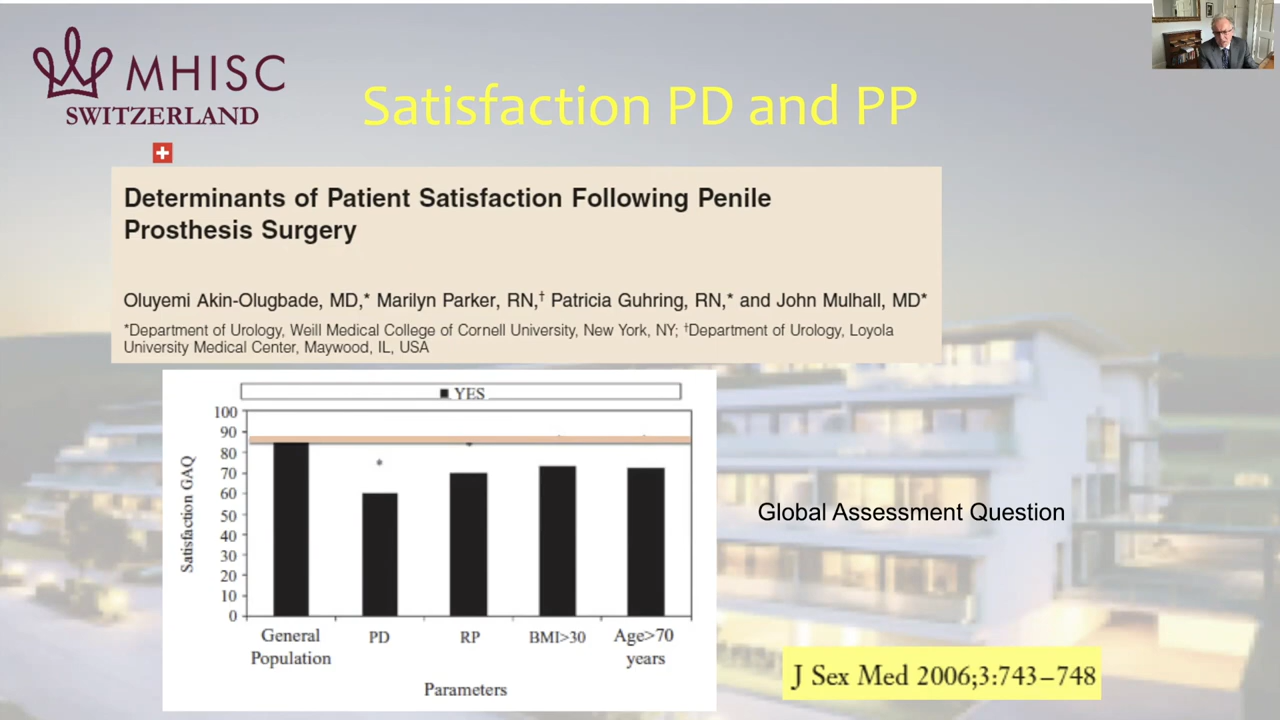 MHISC
SWITZERLAND
Satisfaction PD and PP
Determinants of Patient Satisfaction Following Penile
Prosthesis Surgery
Oluyemi Akin-Olugbade, MD,* Marilyn Parker, RN,† Patricia Guhring, RN,* and John Mulhall, MD*
*Department of Urology, Weill Medical College of Cornell University, New York, NY; †Department of Urology, Loyola
University Medical Center, Maywood, IL, USA
YES
100
90
80
70
60
50
40
30
20
10
0
Satisfaction GAQ
*
General
Population
PD
RP
BMI>30
Age>70
years
Parameters
Global Assessment Question
J Sex Med 2006;3:743–748